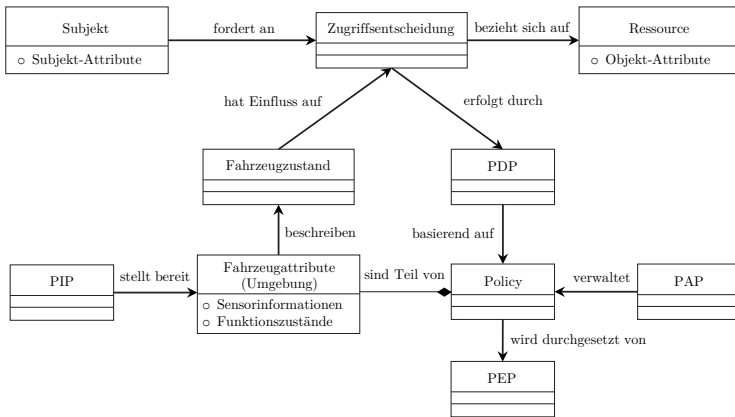 Subjekt
○ Subjekt-Attribute
fordert an
Zugriffsentscheidung
bezieht sich auf
Ressource
○ Objekt-Attribute
hat Einfluss auf
erfolgt durch
Fahrzeugzustand
PDP
beschreiben
basierend auf
PIP
stellt bereit
Fahrzeugattribute
(Umgebung)
○ Sensorinformationen
○ Funktionszustände
sind Teil von
Policy
verwaltet
PAP
wird durchgesetzt von
PEP